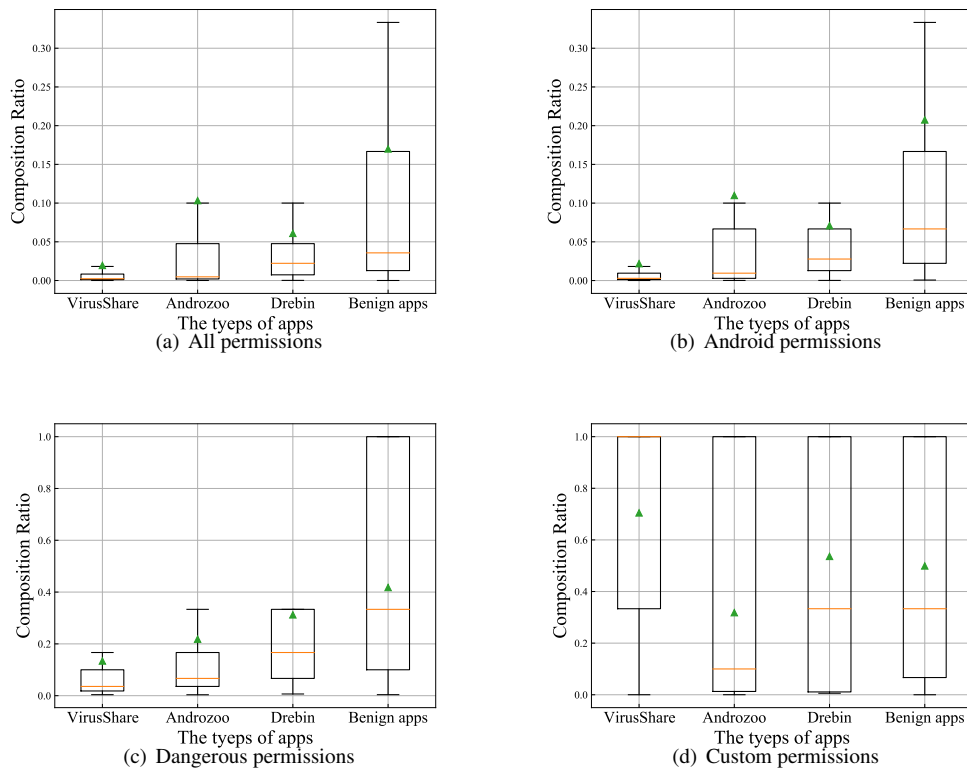 0.30
0.25
0.20
0.15
0.10
0.05
0.00
Composition Ratio
VirusShare Androzoo Drebin Benign apps
The tyeps of apps
(a) All permissions
0.30
0.25
0.20
0.15
0.10
0.05
0.00
Composition Ratio
VirusShare Androzoo Drebin Benign apps
The tyeps of apps
(b) Android permissions
1.0
0.8
0.6
0.4
0.2
0.0
Composition Ratio
VirusShare Androzoo Drebin Benign apps
The tyeps of apps
(c) Dangerous permissions
1.0
0.8
0.6
0.4
0.2
0.0
Composition Ratio
VirusShare Androzoo Drebin Benign apps
The tyeps of apps
(d) Custom permissions